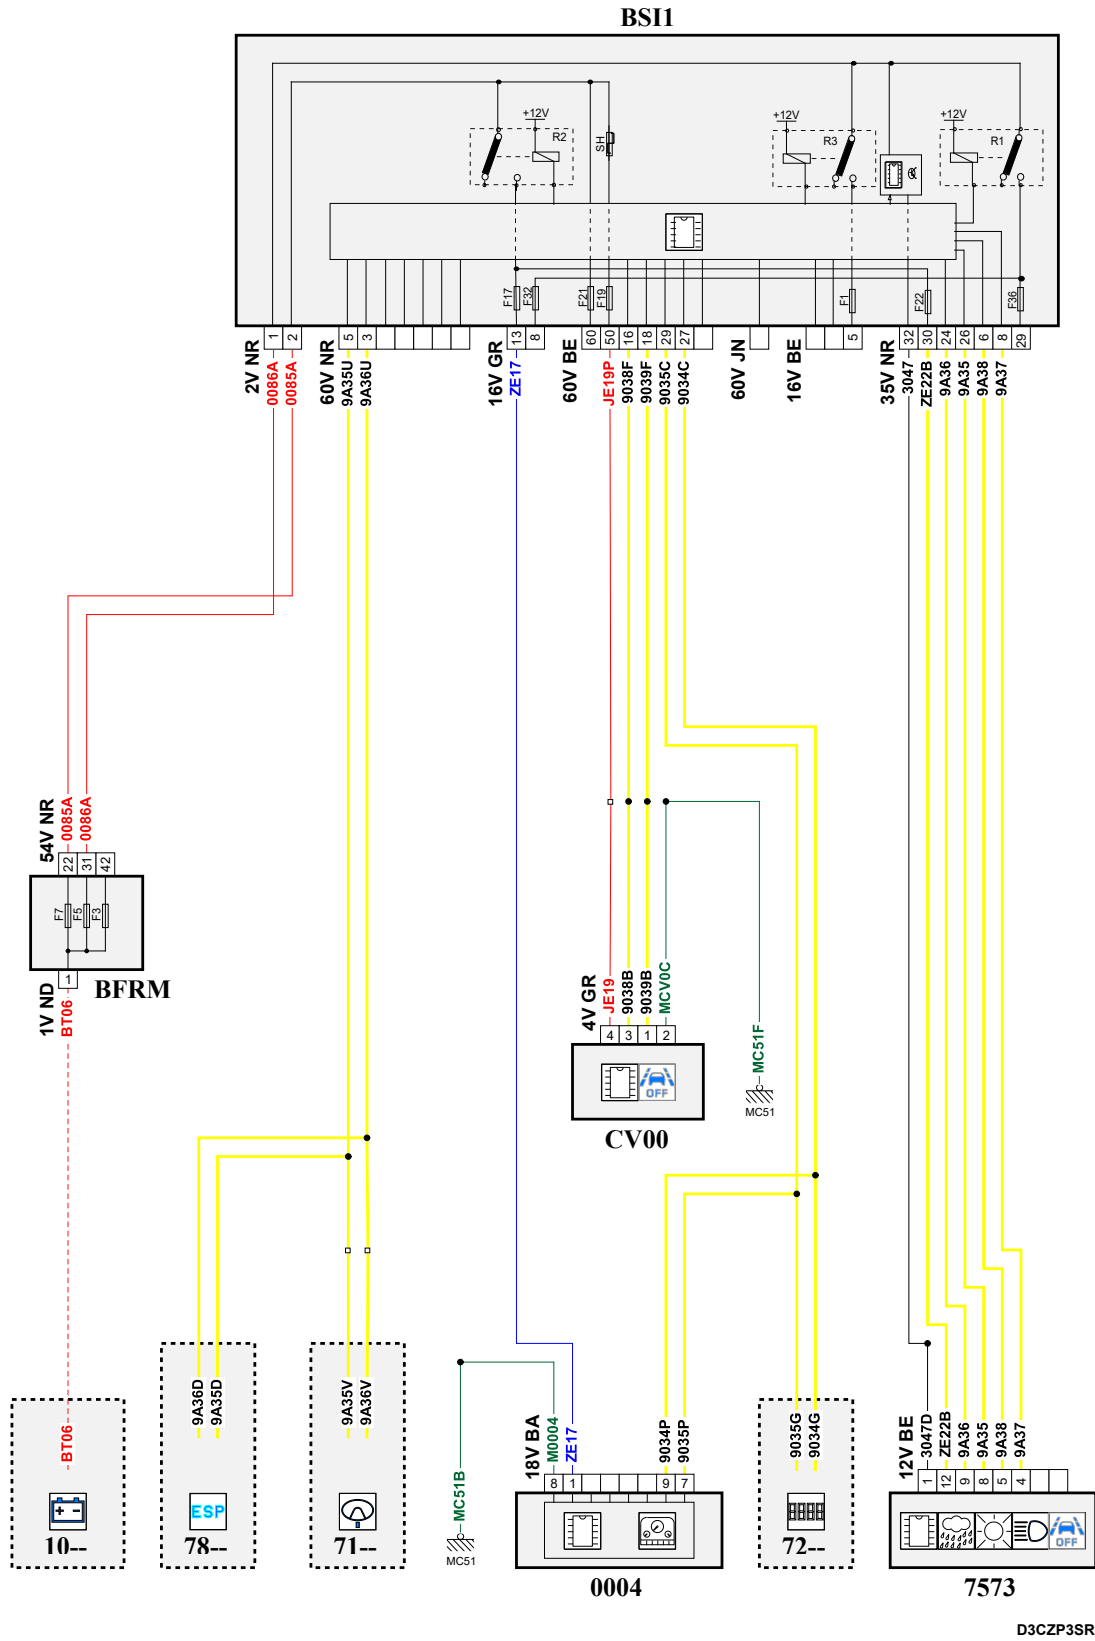 BSI1
+12V
R2
SH
+12V
R3
+12V
R1
F17
F32
F21
F19
F1
F22
F36
1
2
5
3
13
8
60
50
16
18
29
27
5
32
30
24
26
6
8
29
2V NR
0086A
0085A
60V NR
9A35U
9A36U
16V GR
ZE17
60V BE
JE19P
9038F
9039F
9035C
9034C
60V JN
16V BE
35V NR
3047
ZE22B
9A36
9A35
9A38
9A37
54V NR
0085A
0086A
22
31
42
F7
F5
F3
1
BFRM
1V ND
BT06
4V GR
JE19
9038B
9039B
MCV0C
4
3
1
2
OFF
CV00
MC51F
MC51
BT06
10--
9A36D
9A35D
ESP
78--
9A35V
9A36V
71--
MC51B
MC51
18V BA
M0004
ZE17
9034P
9035P
8
1
9
7
0004
9035G
9034G
72--
12V BE
3047D
ZE22B
9A36
9A35
9A38
9A37
1
12
9
8
5
4
OFF
7573
D3CZP3SR